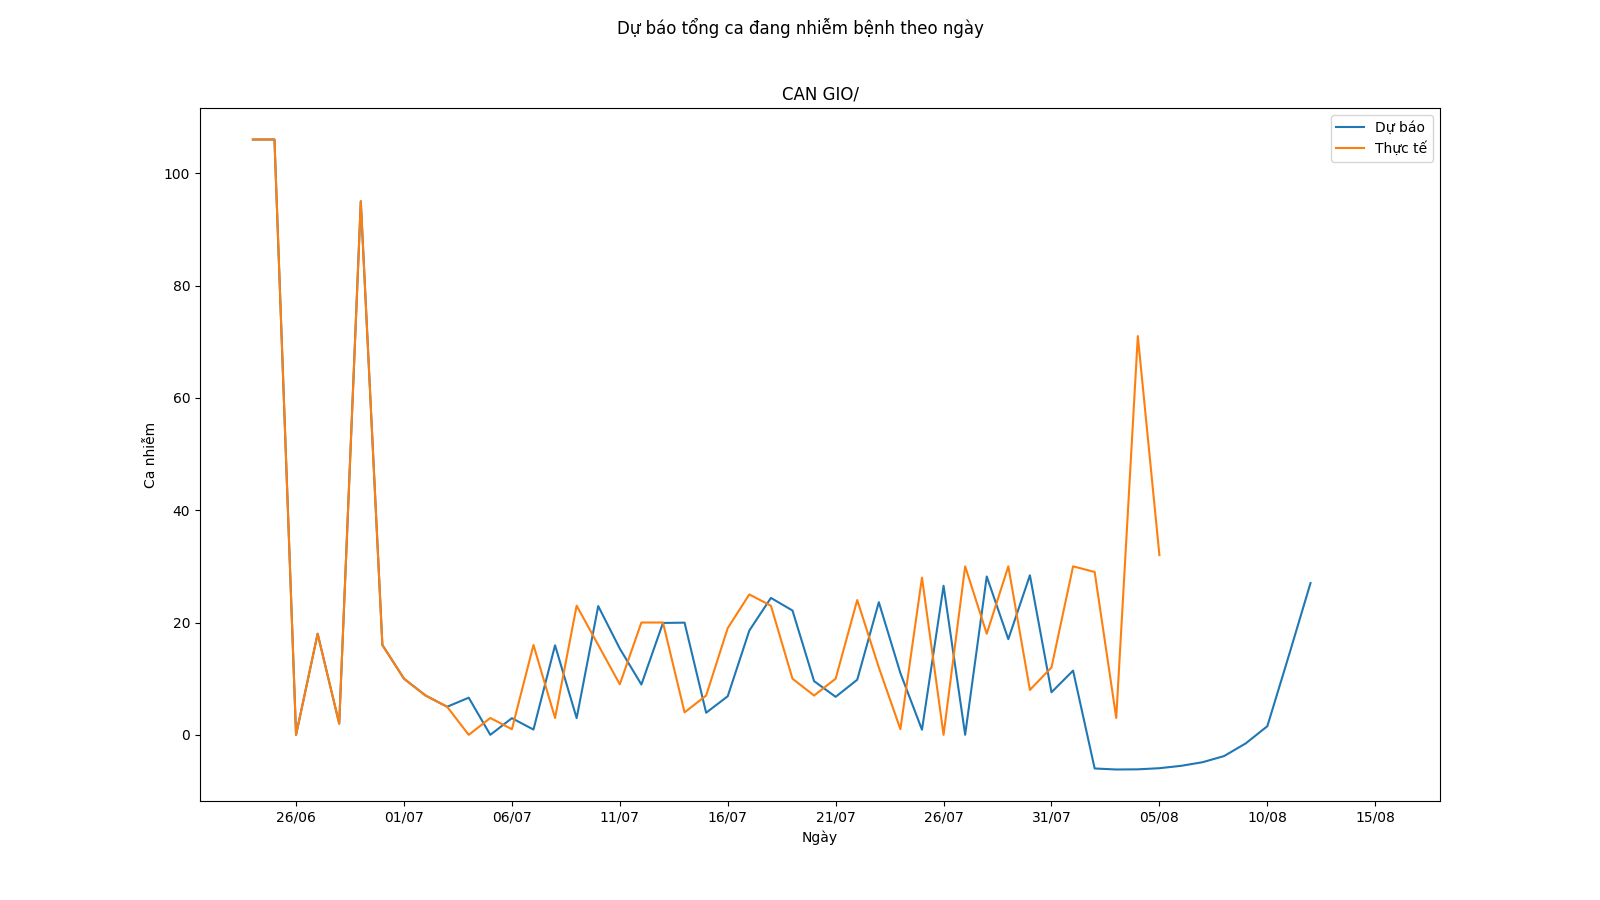 Dự báo tổng ca đang nhiễm bệnh theo ngày
CAN GIO/
Dự báo
Thực tế
100
80
60
40
20
0
Ca nhiễm
26/06 01/07 06/07 11/07 16/07 21/07 26/07 31/07 05/08 10/08 15/08
Ngày